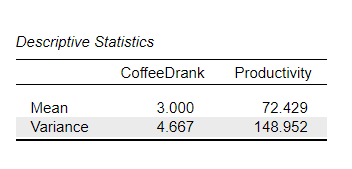 Descriptive Statistics
CoffeeDrank Productivity
Mean 3.000 72.429
Variance 4.667 148.952